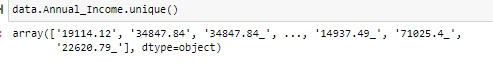 data.Annual_Income.unique()
array(['19114.12', '34847.84', '34847.84_', ..., '14937.49_', '71025.4_',
'22620.79_'], dtype=object)